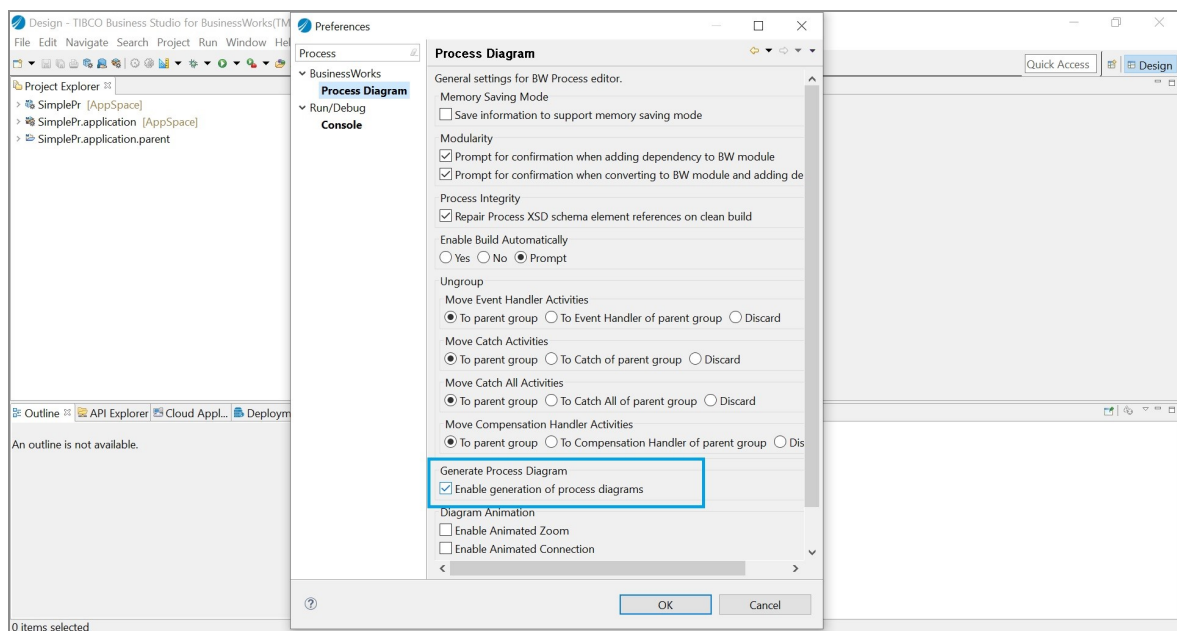 Design - TIBCO Business Studio for BusinessWorks(TM
File Edit Navigate Search Project Run Window Hel
Quick Access
Design
Project Explorer
SimplePr [AppSpace]
SimplePr.application [AppSpace]
SimplePr.application.parent
Outline API Explorer Cloud Appl... Deploym
An outline is not available.
0 items selected
Preferences
Process
BusinessWorks
Process Diagram
Run/Debug
Console
Process Diagram
General settings for BW Process editor.
Memory Saving Mode
Save information to support memory saving mode
Modularity
Prompt for confirmation when adding dependency to BW module
Prompt for confirmation when converting to BW module and adding de
Process Integrity
Repair Process XSD schema element references on clean build
Enable Build Automatically
Yes No Prompt
Ungroup
Move Event Handler Activities
To parent group To Event Handler of parent group Discard
Move Catch Activities
To parent group To Catch of parent group Discard
Move Catch All Activities
To parent group To Catch All of parent group Discard
Move Compensation Handler Activities
To parent group To Compensation Handler of parent group Dis
Generate Process Diagram
Enable generation of process diagrams
Diagram Animation
Enable Animated Zoom
Enable Animated Connection
OK Cancel